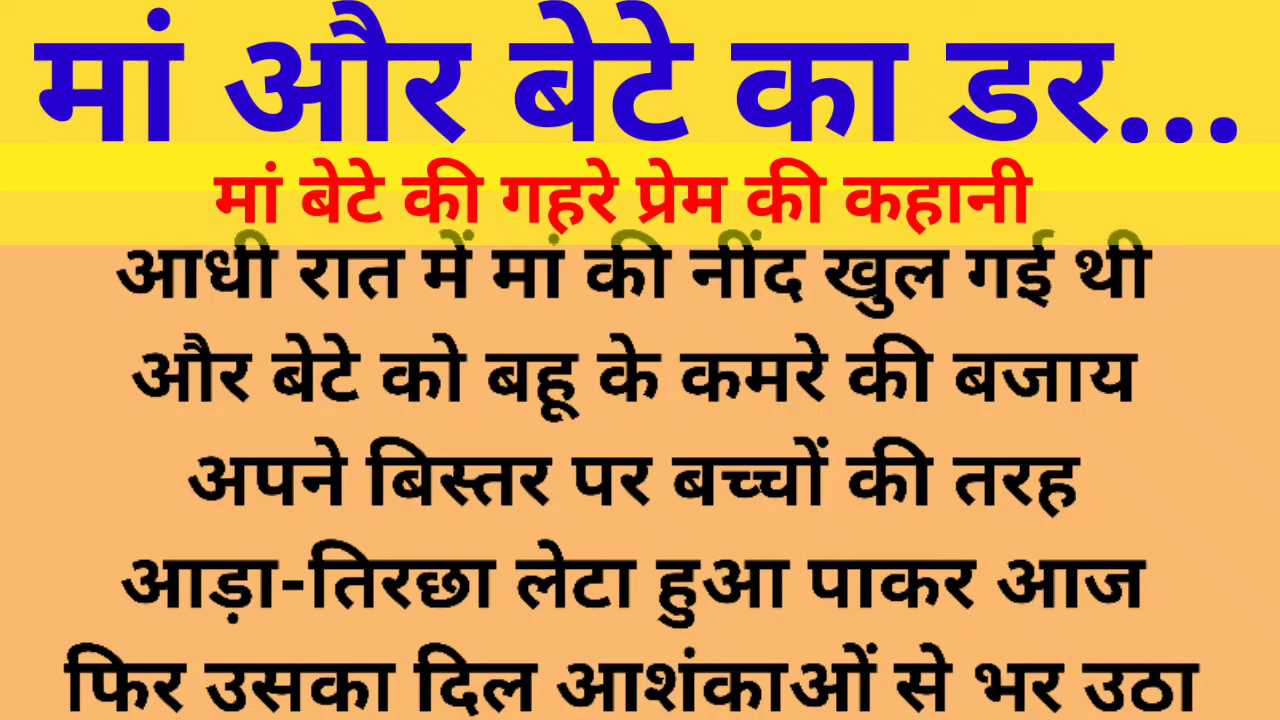 मां और बेटे का डर...
मां बेटे की गहरे प्रेम की कहानी
आधी रात में मां की नींद खुल गई थी
और बेटे को बहू के कमरे की बजाय
अपने बिस्तर पर बच्चों की तरह
आड़ा-तिरछा लेटा हुआ पाकर आज
फिर उसका दिल आशंकाओं से भर उठा